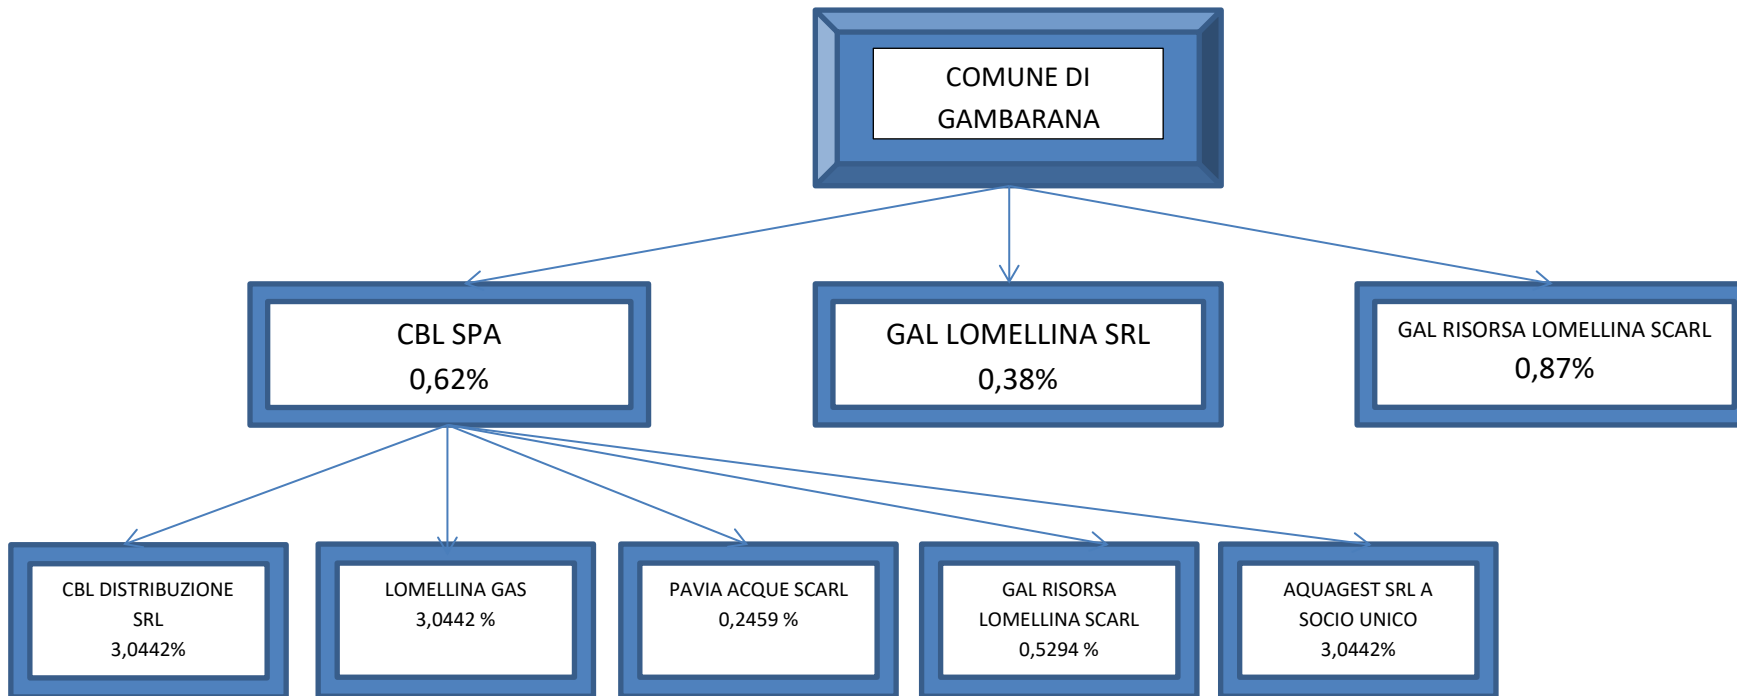 COMUNE DI
GAMBARANA
CBL SPA
0,62%
GAL LOMELLINA SRL
0,38%
GAL RISORSA LOMELLINA SCARL
0,87%
CBL DISTRIBUZIONE
SRL
3,0442%
LOMELLINA GAS
3,0442 %
PAVIA ACQUE SCARL
0,2459 %
GAL RISORSA
LOMELLINA SCARL
0,5294 %
AQUAGEST SRL A
SOCIO UNICO
3,0442%